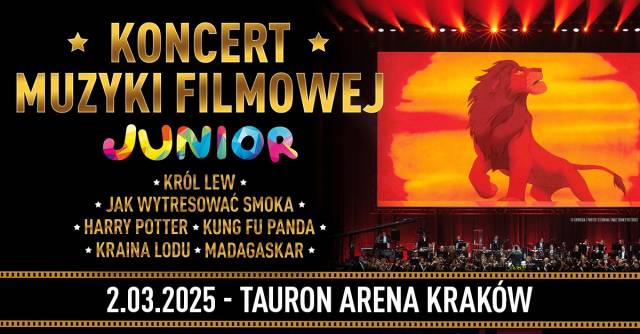 KONCERT
MUZYKI FILMOWEJ
JUNIOR
KRÓL LEW
JAK WYTRESOWAĆ SMOKA
HARRY POTTER KUNG FU PANDA
KRAINA LODU MADAGASKAR
2.03.2025 - TAURON ARENA KRAKÓW